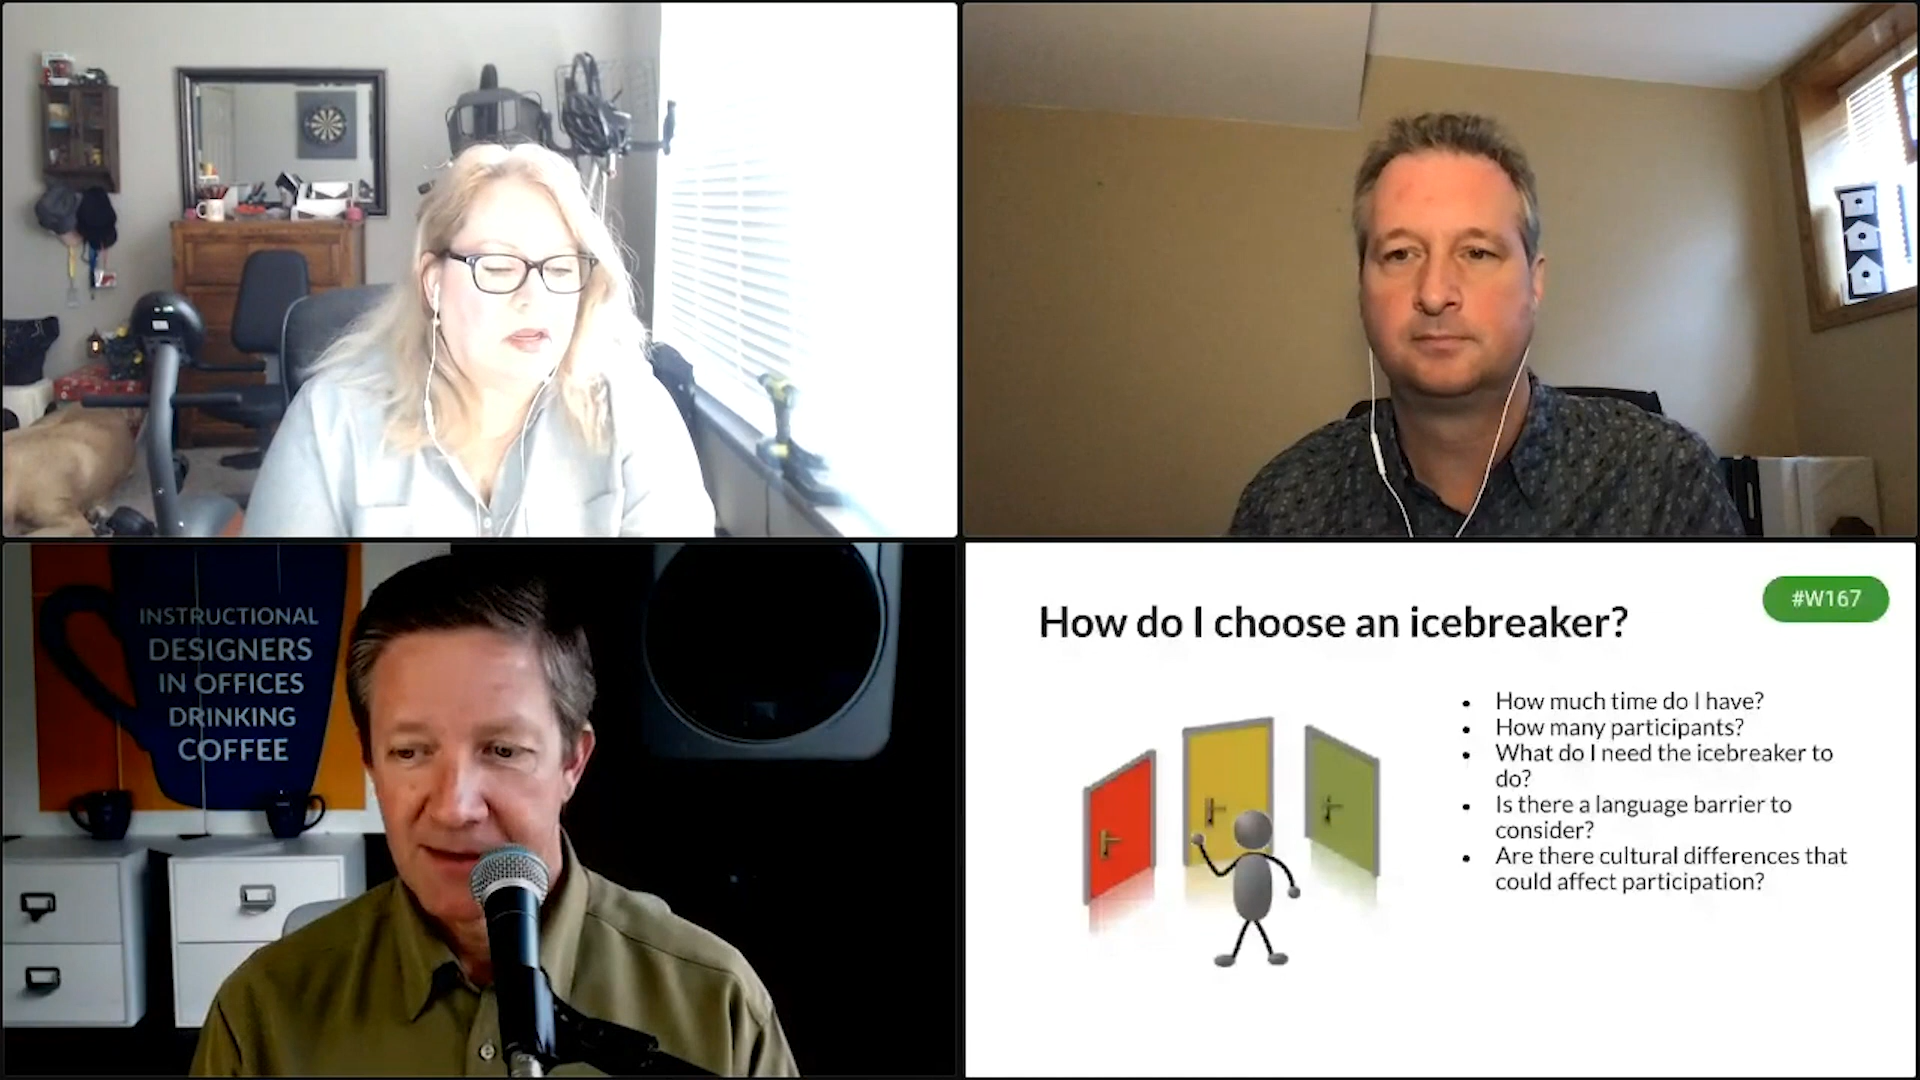 INSTRUCTIONAL
DESIGNERS
IN OFFICES
DRINKING
COFFEE
#W167
How do I choose an icebreaker?
• How much time do I have?
• How many participants?
• What do I need the icebreaker to
do?
• Is there a language barrier to
consider?
• Are there cultural differences that
could affect participation?